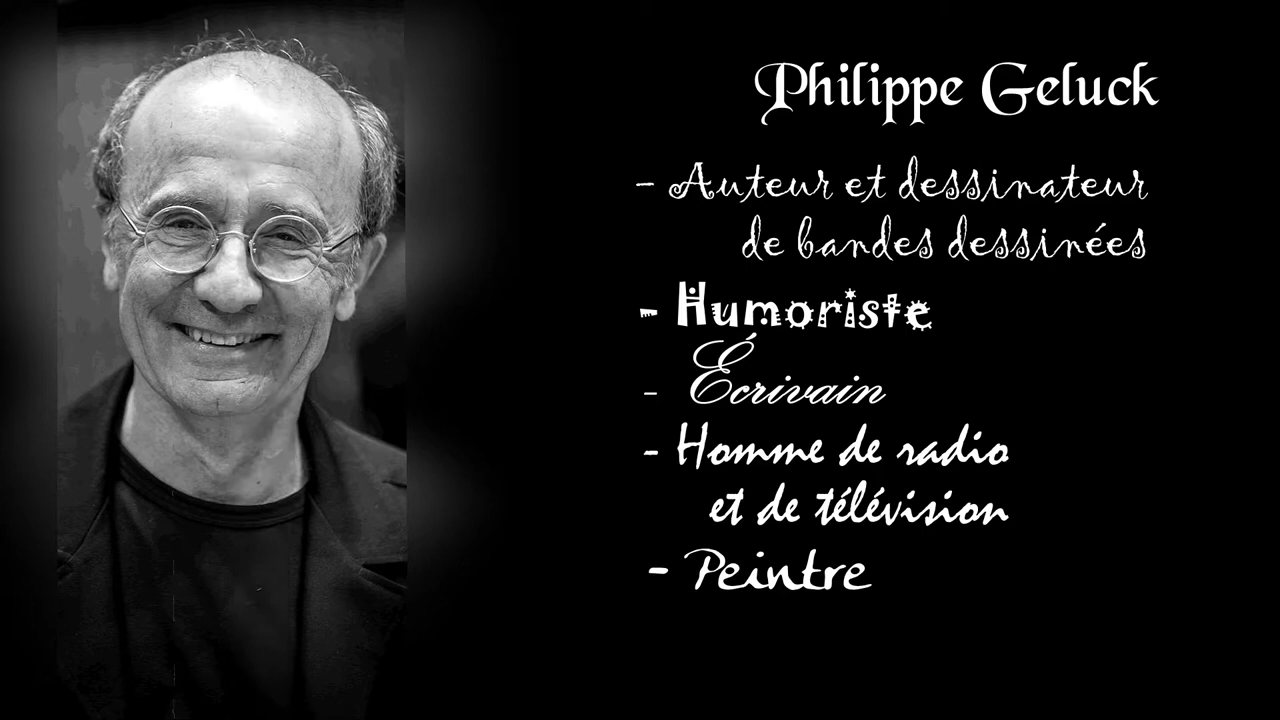 Philippe Geluck
- Auteur et dessinateur
de bandes dessinées
- Humoriste
- Écrivain
- Homme de radio
et de télévision
- Peintre